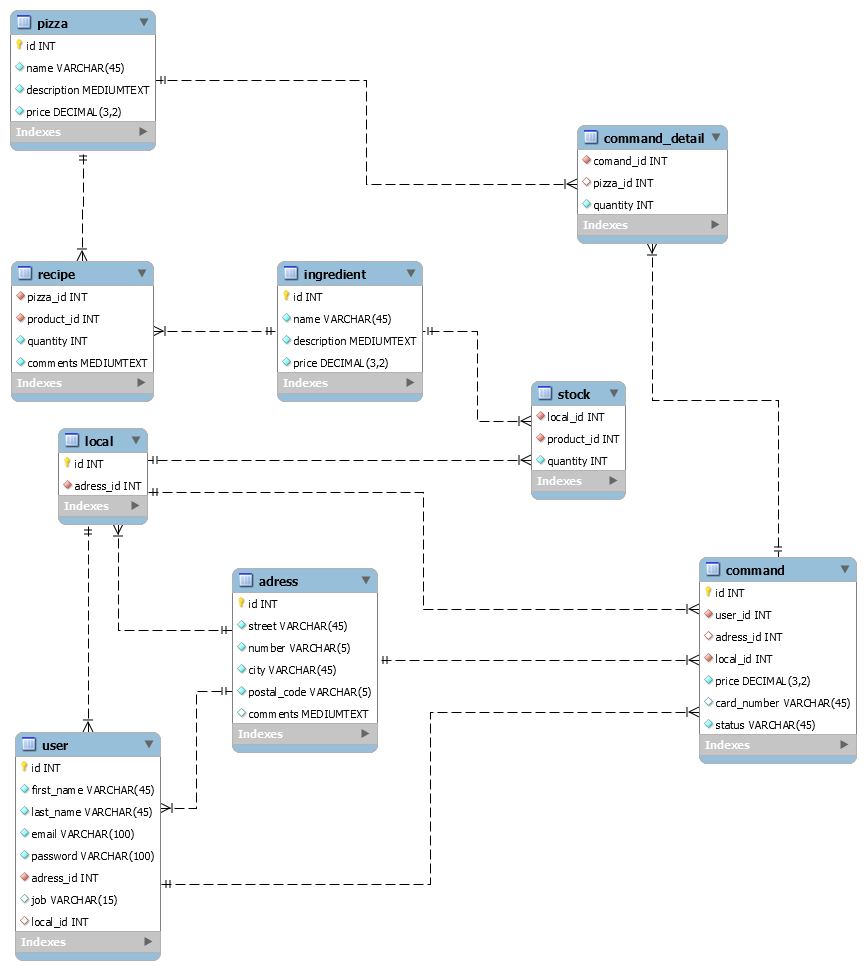 pizza
id INT
name VARCHAR(45)
description MEDIUMTEXT
price DECIMAL(3,2)
Indexes
command_detail
comand_id INT
pizza_id INT
quantity INT
Indexes
recipe
pizza_id INT
product_id INT
quantity INT
comments MEDIUMTEXT
Indexes
ingredient
id INT
name VARCHAR(45)
description MEDIUMTEXT
price DECIMAL(3,2)
Indexes
stock
local_id INT
product_id INT
quantity INT
Indexes
local
id INT
adress_id INT
Indexes
adress
id INT
street VARCHAR(45)
number VARCHAR(5)
city VARCHAR(45)
postal_code VARCHAR(5)
comments MEDIUMTEXT
Indexes
command
id INT
user_id INT
adress_id INT
local_id INT
price DECIMAL(3,2)
card_number VARCHAR(45)
status VARCHAR(45)
Indexes
user
id INT
first_name VARCHAR(45)
last_name VARCHAR(45)
email VARCHAR(100)
password VARCHAR(100)
adress_id INT
job VARCHAR(15)
local_id INT
Indexes